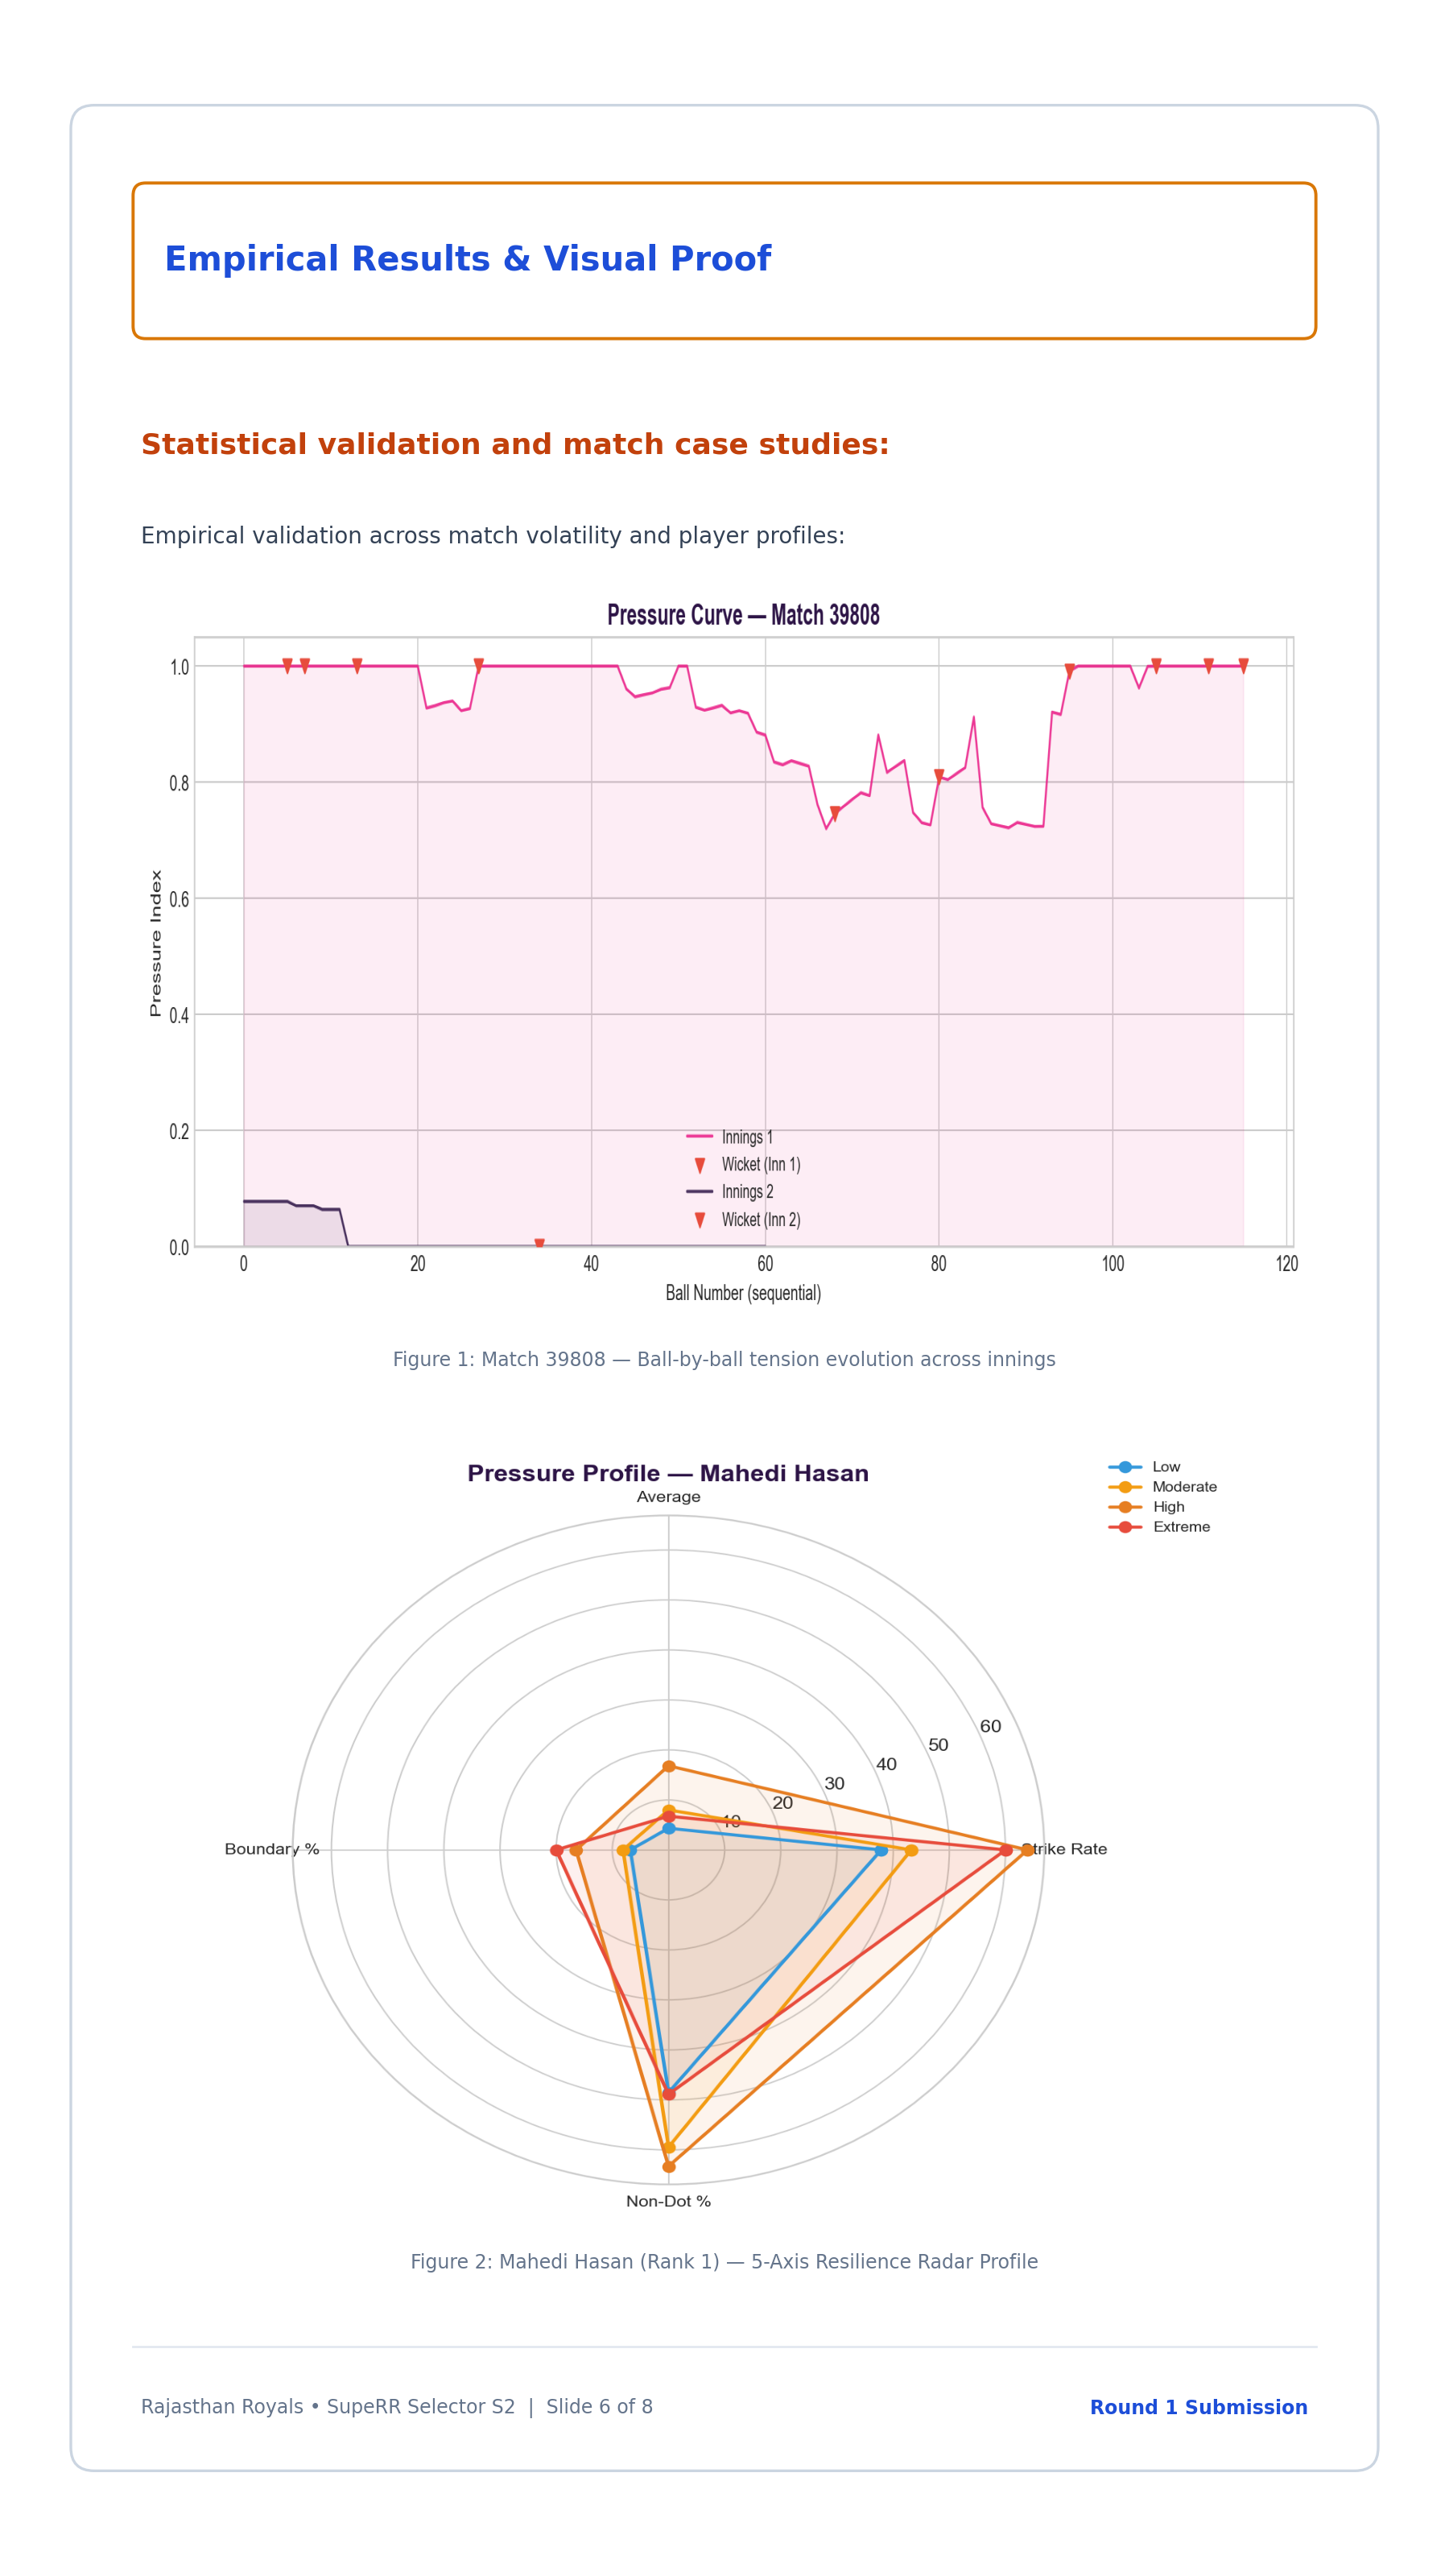 Empirical Results & Visual Proof
Statistical validation and match case studies:
Empirical validation across match volatility and player profiles:
Pressure Curve — Match 39808
Pressure Index
1.0
0.8
0.6
0.4
0.2
0.0
Innings 1
Wicket (Inn 1)
Innings 2
Wicket (Inn 2)
0 20 40 60 80 100 120
Ball Number (sequential)
Figure 1: Match 39808 — Ball-by-ball tension evolution across innings
Pressure Profile — Mahedi Hasan
Low
Moderate
High
Extreme
Average
60
50
40
30
20
10
Boundary %
Strike Rate
Non-Dot %
Figure 2: Mahedi Hasan (Rank 1) — 5-Axis Resilience Radar Profile
Rajasthan Royals • SupeRR Selector S2 | Slide 6 of 8
Round 1 Submission